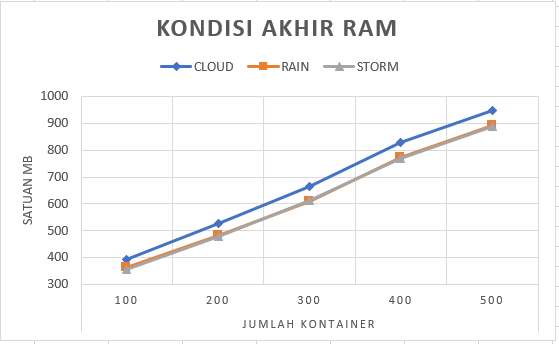 KONDISI AKHIR RAM
CLOUD RAIN STORM
1000
900
800
700
600
500
400
300
SATUAN MB
100 200 300 400 500
JUMLAH KONTAINER